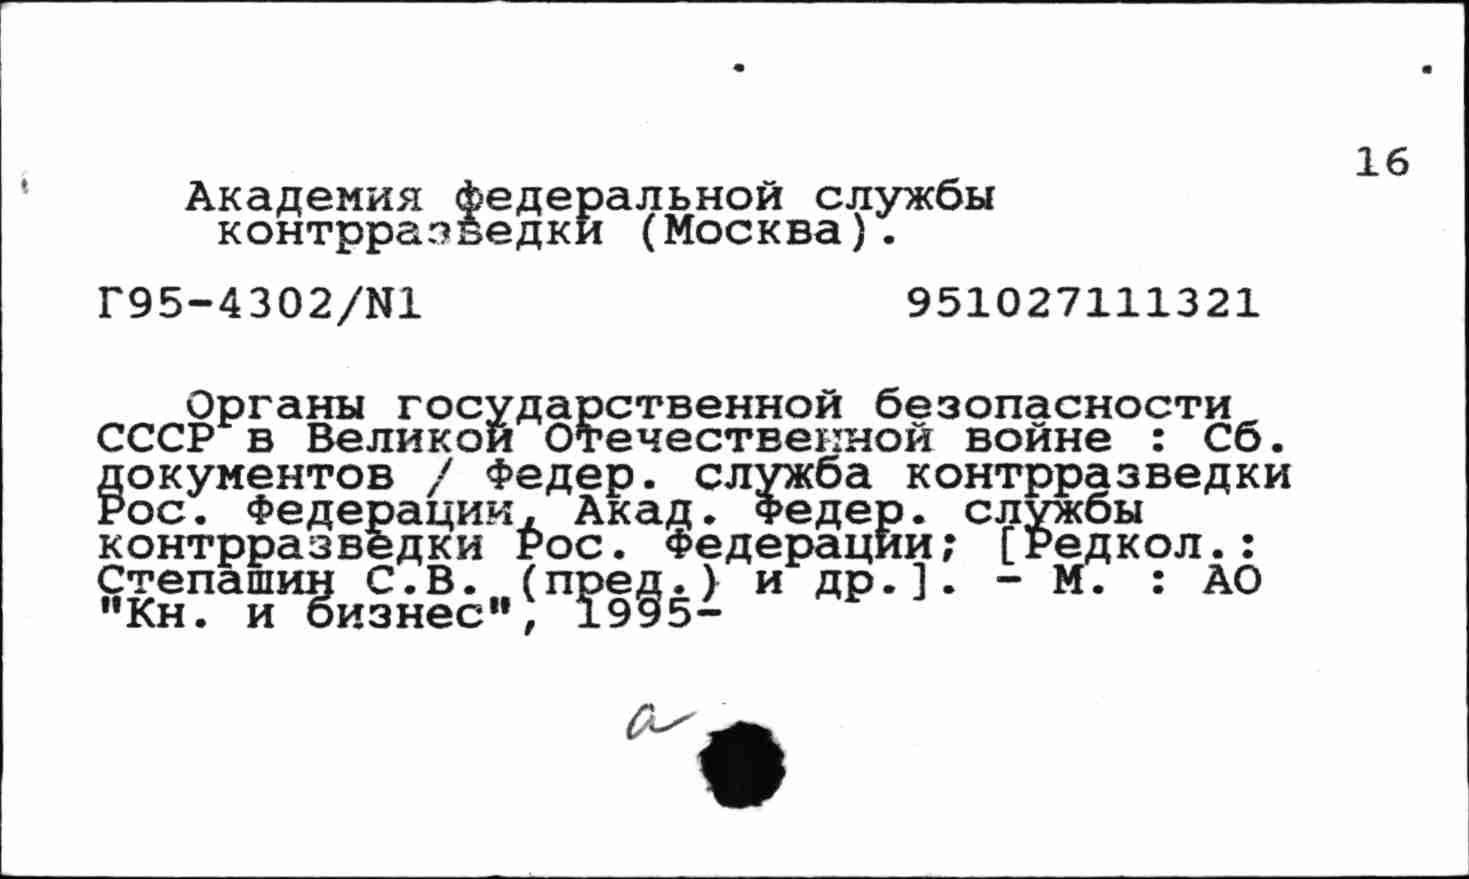 16
Академия федеральной службы
контрразведки (Москва).
Г95-4302/N1 951027111321
Органы государственной безопасности
СССР в Великой Отечественной войне : Сб.
документов / Федер. служба контрразведки
Рос. Федерации, Акад. Федер. службы
контрразведки Рос. Федерации; [Редкол.:
Степашин С.В. (пред.) и др.]. - М. : АО
"Кн. и бизнес", 1995-
а